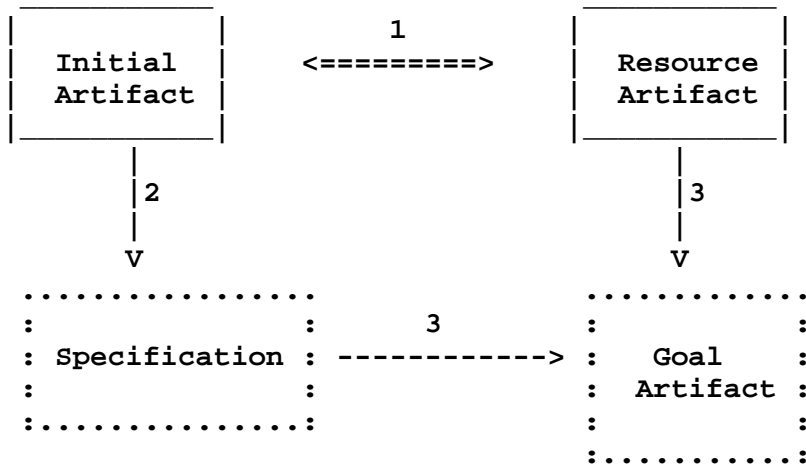 1
Initial Resource
<=========>
Artifact Artifact
2 3
V V
3
Specification ------------> Goal
Artifact